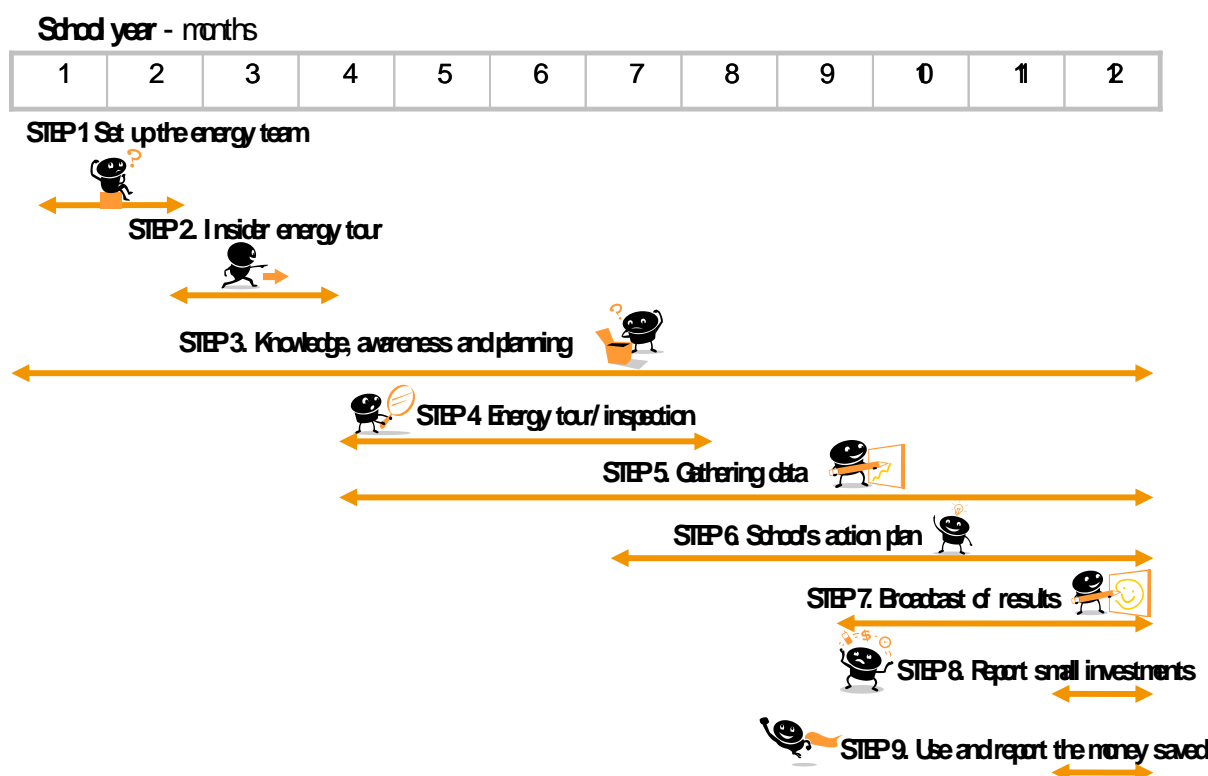 School year - months
1 2 3 4 5 6 7 8 9 10 11 12
STEP 1 Set up the energy team
STEP 2. Insider energy tour
STEP 3. Knowledge, awareness and planning
STEP 4 Energy tour/ inspection
STEP 5. Gathering data
STEP 6. School's action plan
STEP 7. Broadcast of results
STEP 8. Report small investments
STEP 9. Use and report the money saved